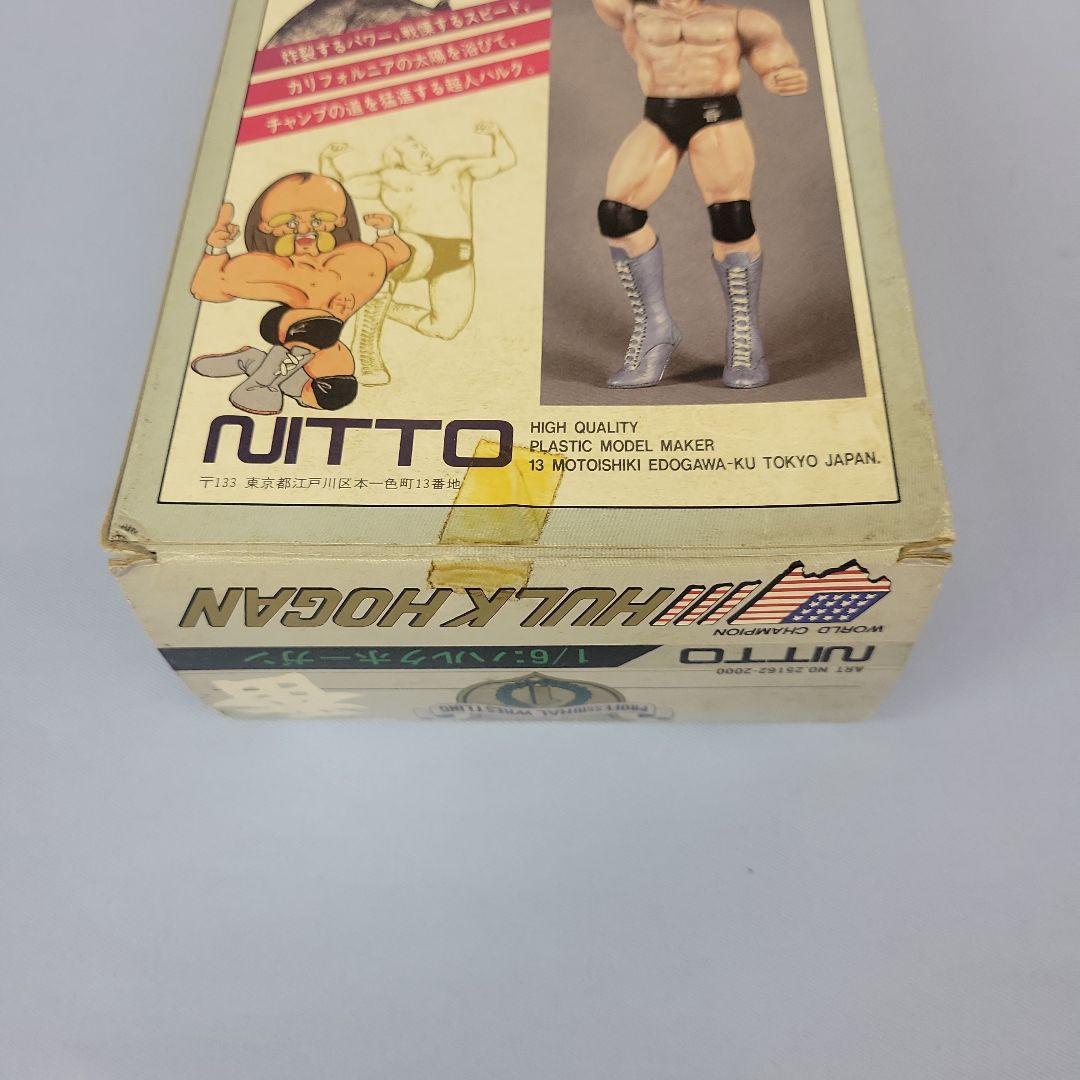 炸裂するパワー、戦慄するスピード。
カリフォルニアの太陽を浴びて、
チャンプの道を猛進する超人ハルク。
NITTO
HIGH QUALITY
PLASTIC MODEL MAKER
13 MOTOISHIKI EDOGAWA-KU TOKYO JAPAN.
〒133 東京都江戸川区本一色町13番地
WORLD CHAMPION
HULK HOGAN
ART NO.25162-2000
NITTO
1/6:ハルクホーガン
PROFESSIONAL WRESTLING